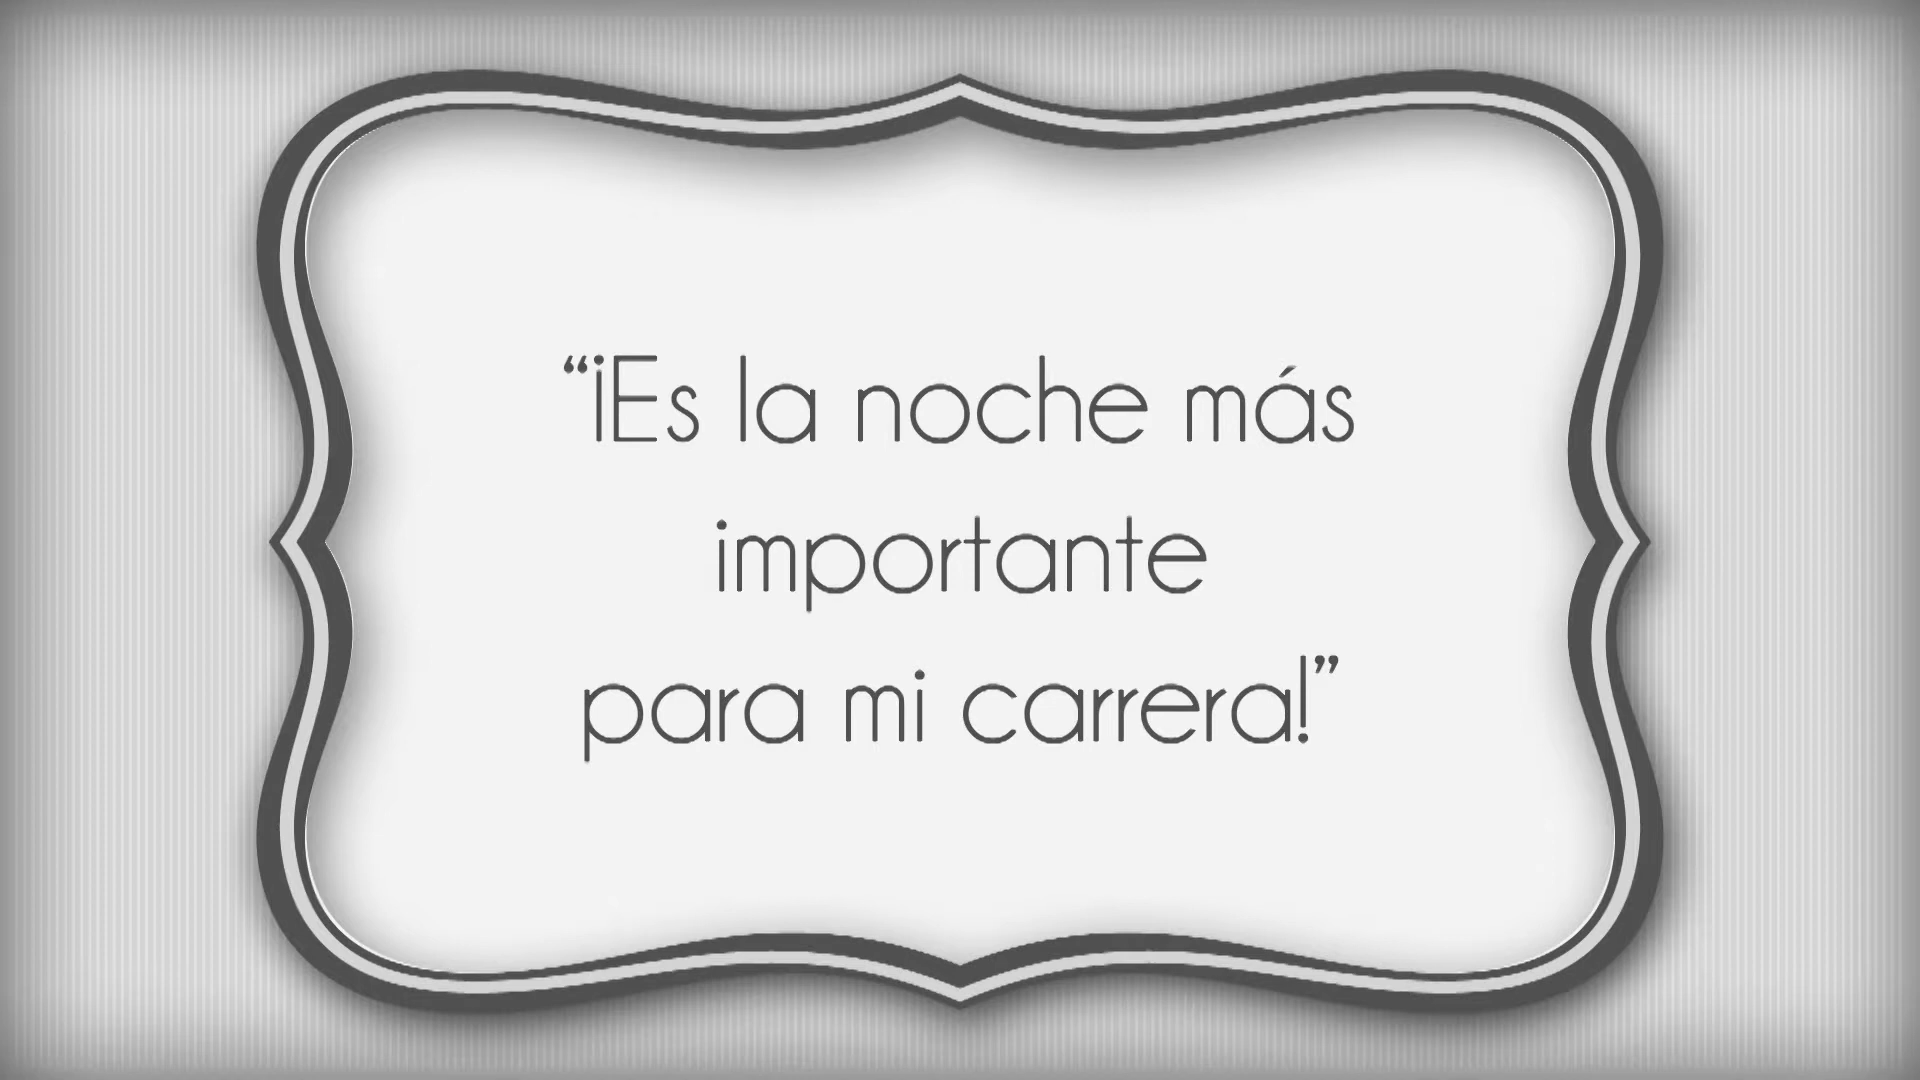 “¡Es la noche más
importante
para mi carrera!”